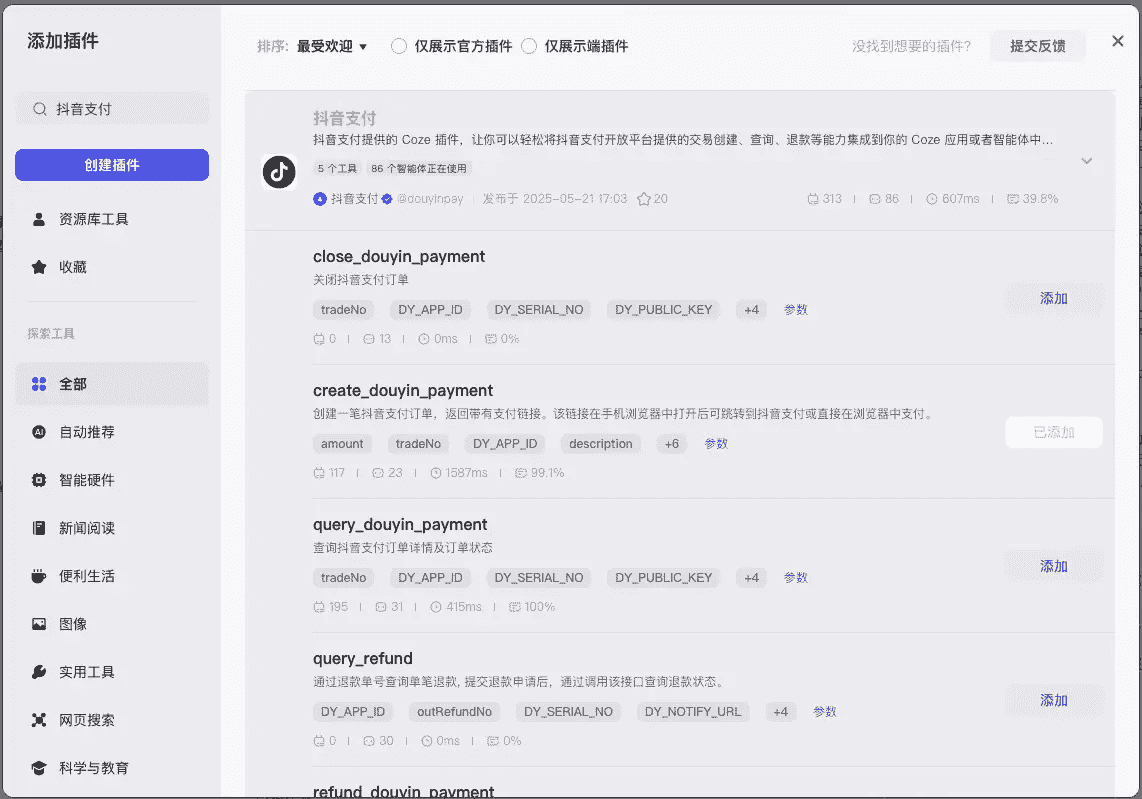 添加插件
抖音支付
创建插件
资源库工具
收藏
探索工具
全部
自动推荐
智能硬件
新闻阅读
便利生活
图像
实用工具
网页搜索
科学与教育
排序: 最受欢迎 仅展示官方插件 仅展示端插件 没找到想要的插件? 提交反馈
抖音支付
抖音支付提供的 Coze 插件，让你可以轻松将抖音支付开放平台提供的交易创建、查询、退款等能力集成到你的 Coze 应用或者智能体中...
5 个工具 86 个智能体正在使用
抖音支付 @douyinpay 发布于 2025-05-21 17:03 20 313 86 607ms 39.8%
close_douyin_payment
关闭抖音支付订单
tradeNo DY_APP_ID DY_SERIAL_NO DY_PUBLIC_KEY +4 参数
0 13 0ms 0%
添加
create_douyin_payment
创建一笔抖音支付订单，返回带有支付链接。该链接在手机浏览器中打开后可跳转到抖音支付或直接在浏览器中支付。
amount tradeNo DY_APP_ID description +6 参数
117 23 1587ms 99.1%
已添加
query_douyin_payment
查询抖音支付订单详情及订单状态
tradeNo DY_APP_ID DY_SERIAL_NO DY_PUBLIC_KEY +4 参数
195 31 415ms 100%
添加
query_refund
通过退款单号查询单笔退款, 提交退款申请后，通过调用该接口查询退款状态。
DY_APP_ID outRefundNo DY_SERIAL_NO DY_NOTIFY_URL +4 参数
0 30 0ms 0%
添加
refund_douyin_payment